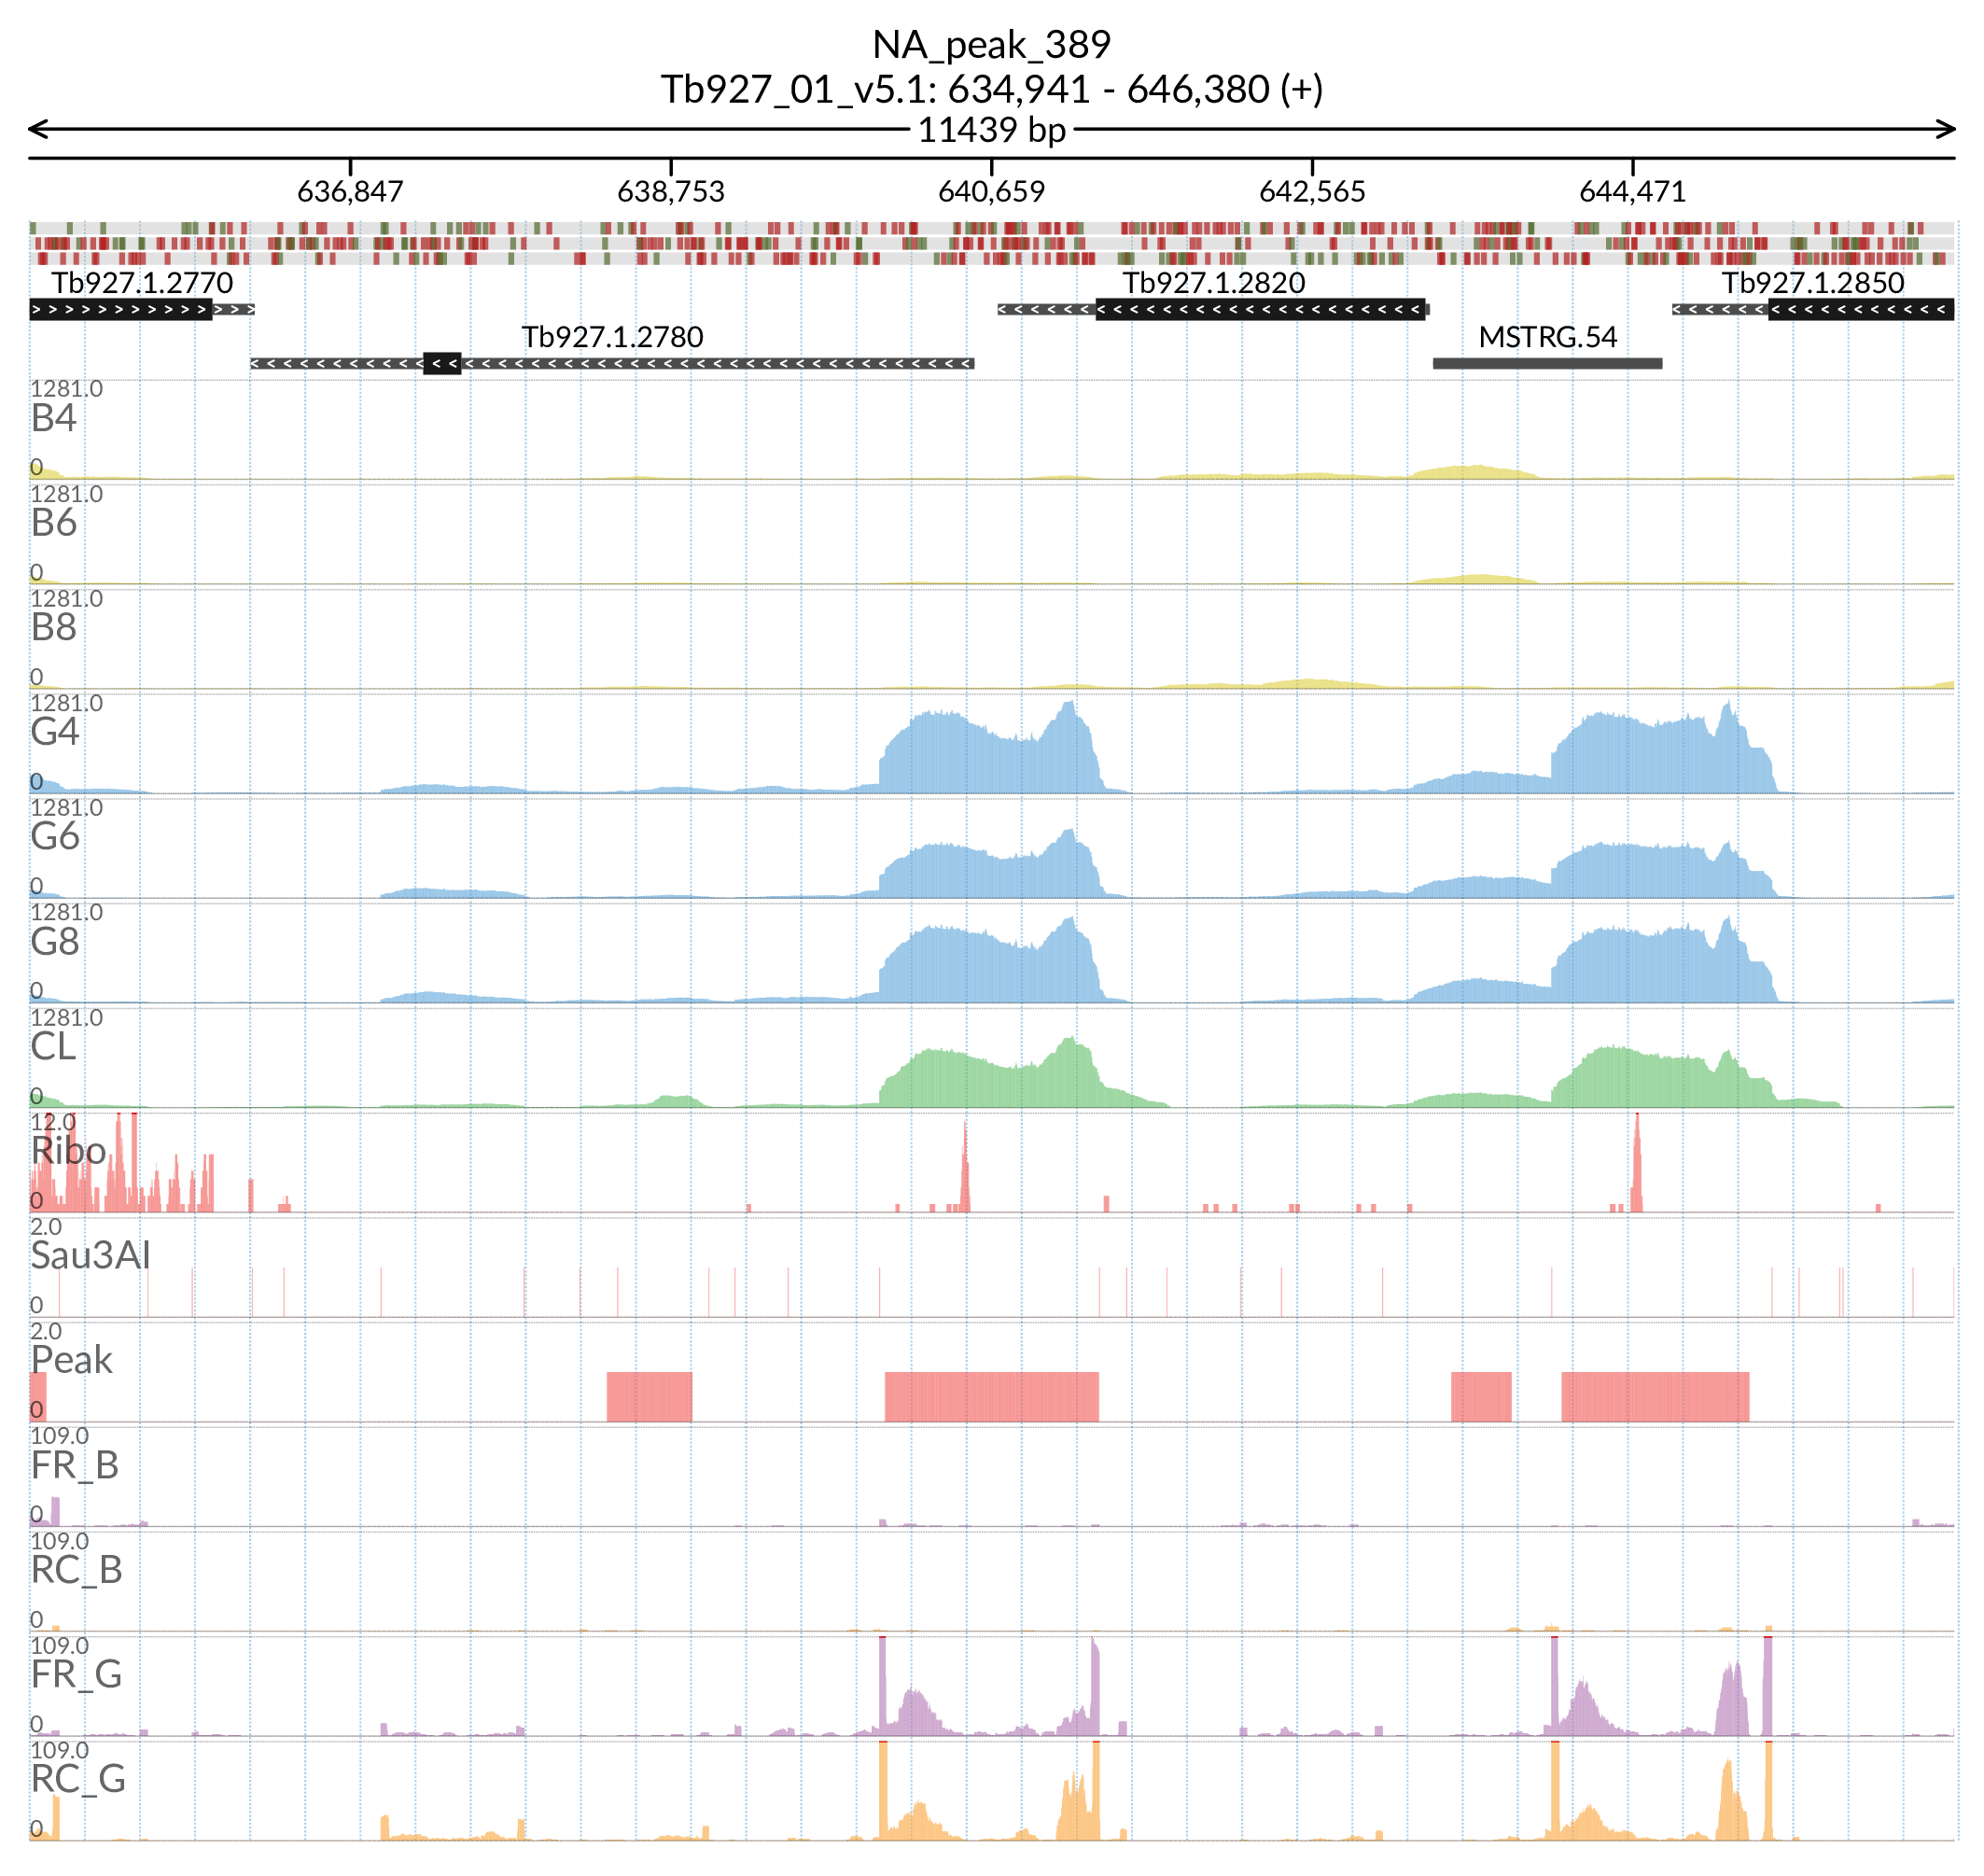 NA_peak_389
Tb927_01_v5.1: 634,941 - 646,380 (+)
11439 bp
636,847 638,753 640,659 642,565 644,471
Tb927.1.2770 Tb927.1.2820 Tb927.1.2850
Tb927.1.2780 MSTRG.54
1281.0
B4
0
1281.0
B6
0
1281.0
B8
0
1281.0
G4
0
1281.0
G6
0
1281.0
G8
0
1281.0
CL
0
12.0
Ribo
0
2.0
Sau3AI
0
2.0
Peak
0
109.0
FR_B
0
109.0
RC_B
0
109.0
FR_G
0
109.0
RC_G
0